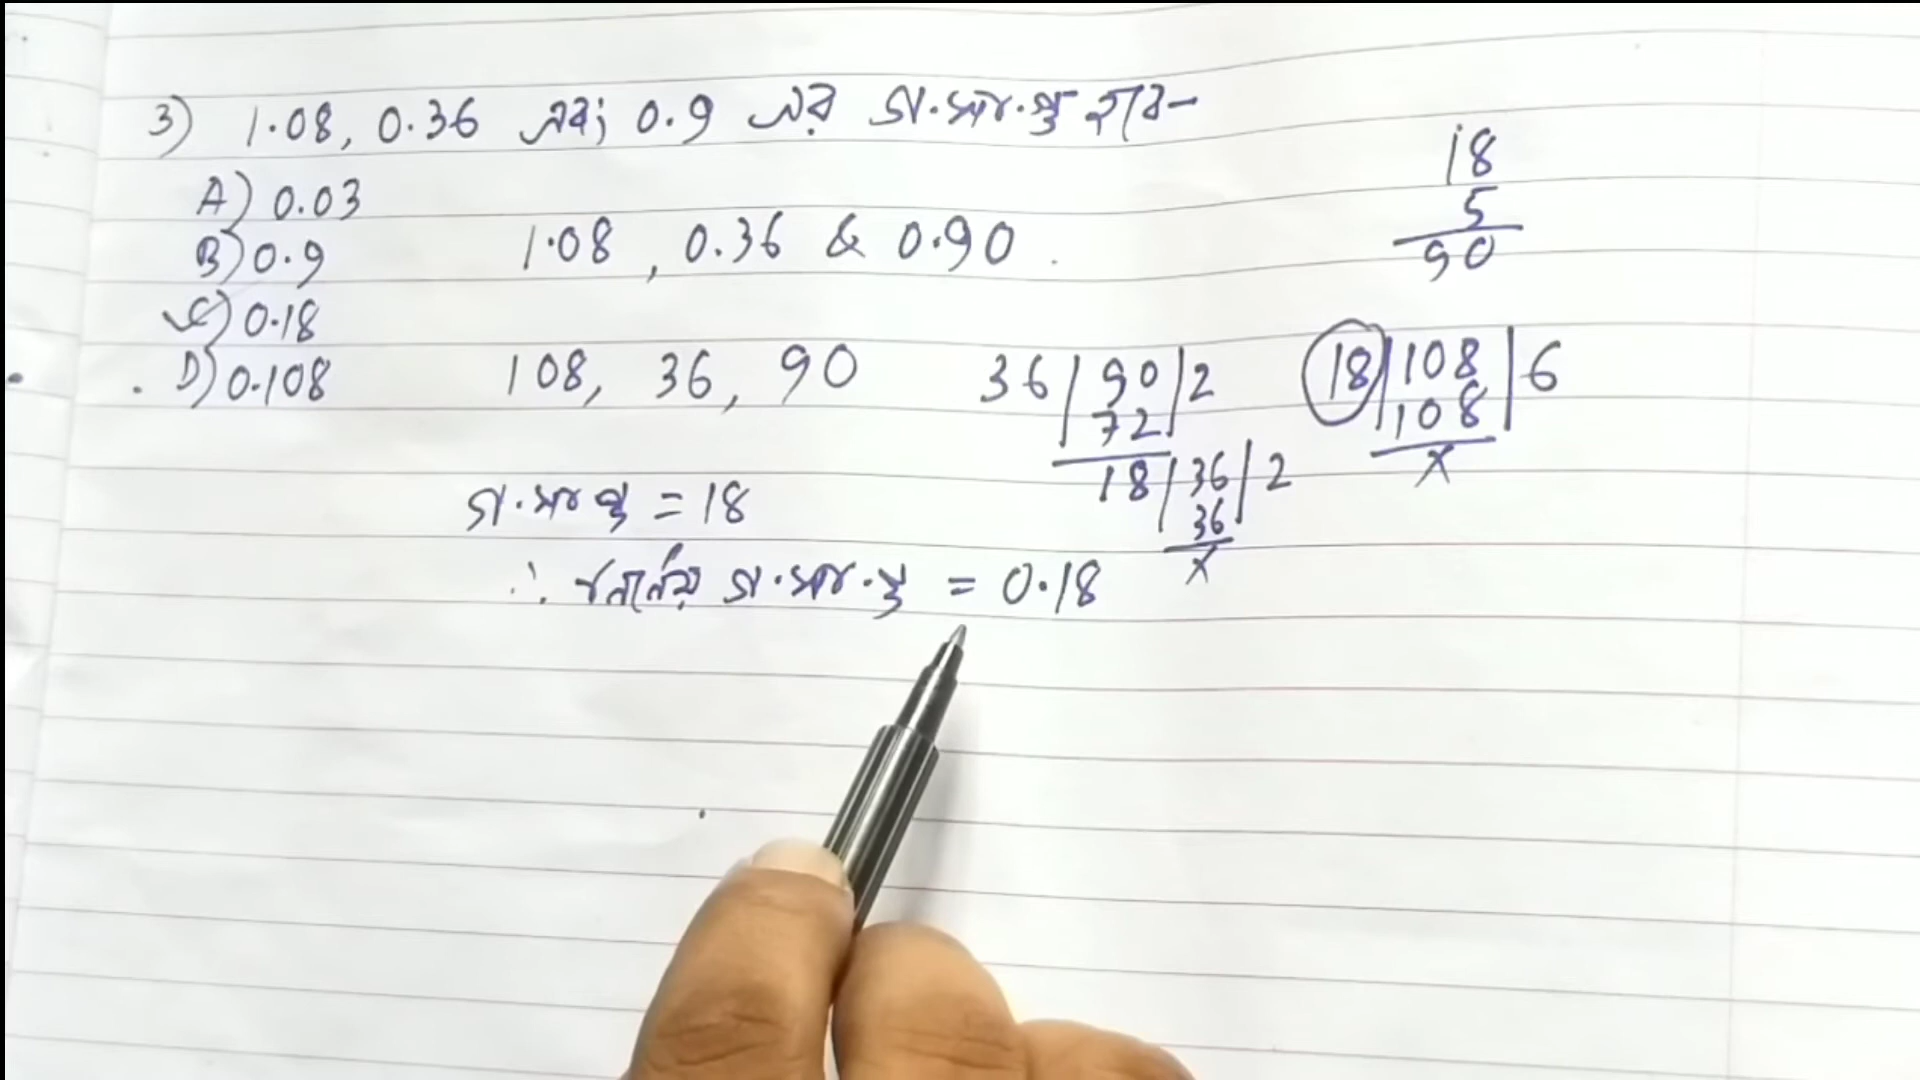 3) 1.08, 0.36 এবং 0.9 এর গ.সা.গু হবে-
A) 0.03
B) 0.9
C) 0.18
D) 0.108
1.08, 0.36 & 0.90.
108, 36, 90
18
5
90
36 | 90 | 2
72
18 | 36 | 2
36
x
18 | 108 | 6
108
x
গ.সা.গু = 18
∴ নির্ণেয় গ.সা.গু = 0.18